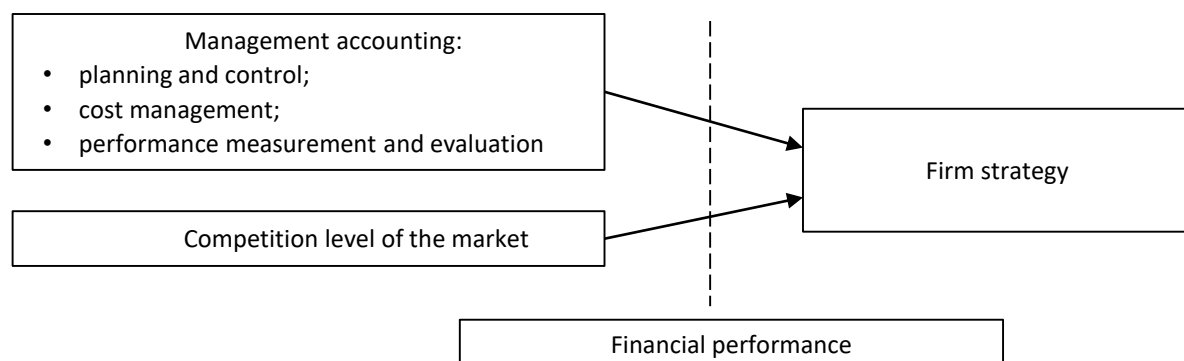 Management accounting:
• planning and control;
• cost management;
• performance measurement and evaluation
Firm strategy
Competition level of the market
Financial performance